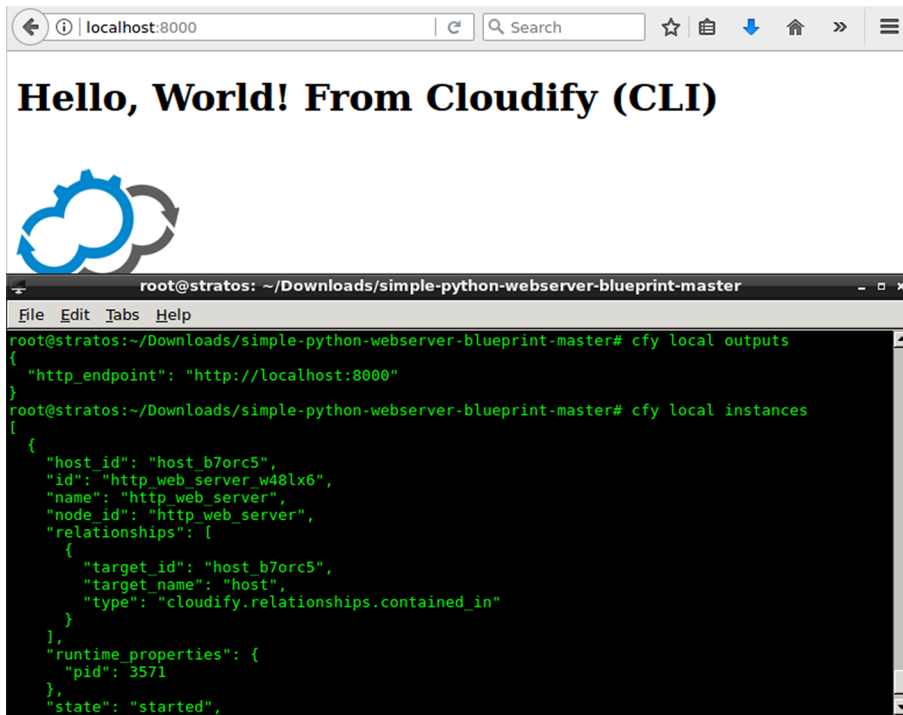 localhost:8000
Search
Hello, World! From Cloudify (CLI)
root@stratos: ~/Downloads/simple-python-webserver-blueprint-master
File Edit Tabs Help
root@stratos:~/Downloads/simple-python-webserver-blueprint-master# cfy local outputs
{
  "http_endpoint": "http://localhost:8000"
}
root@stratos:~/Downloads/simple-python-webserver-blueprint-master# cfy local instances
[
  {
    "host_id": "host_b7orc5",
    "id": "http_web_server_w48lx6",
    "name": "http_web_server",
    "node_id": "http_web_server",
    "relationships": [
      {
        "target_id": "host_b7orc5",
        "target_name": "host",
        "type": "cloudify.relationships.contained_in"
      }
    ],
    "runtime_properties": {
      "pid": 3571
    },
    "state": "started",